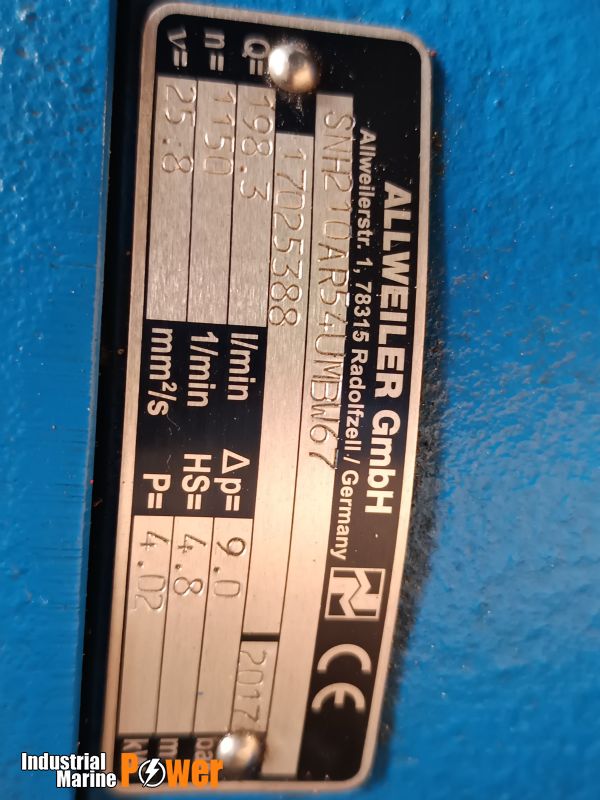 ALLWEILER GmbH
Allweilerstr. 1, 78315 Radolfzell / Germany
CE
SNH210AR54UMBW67
17025388 2017
Q= 198.3 l/min Δp= 9.0
n= 1150 1/min HS= 4.8 m
v= 25.8 mm²/s P= 4.02
Industrial
Marine Power